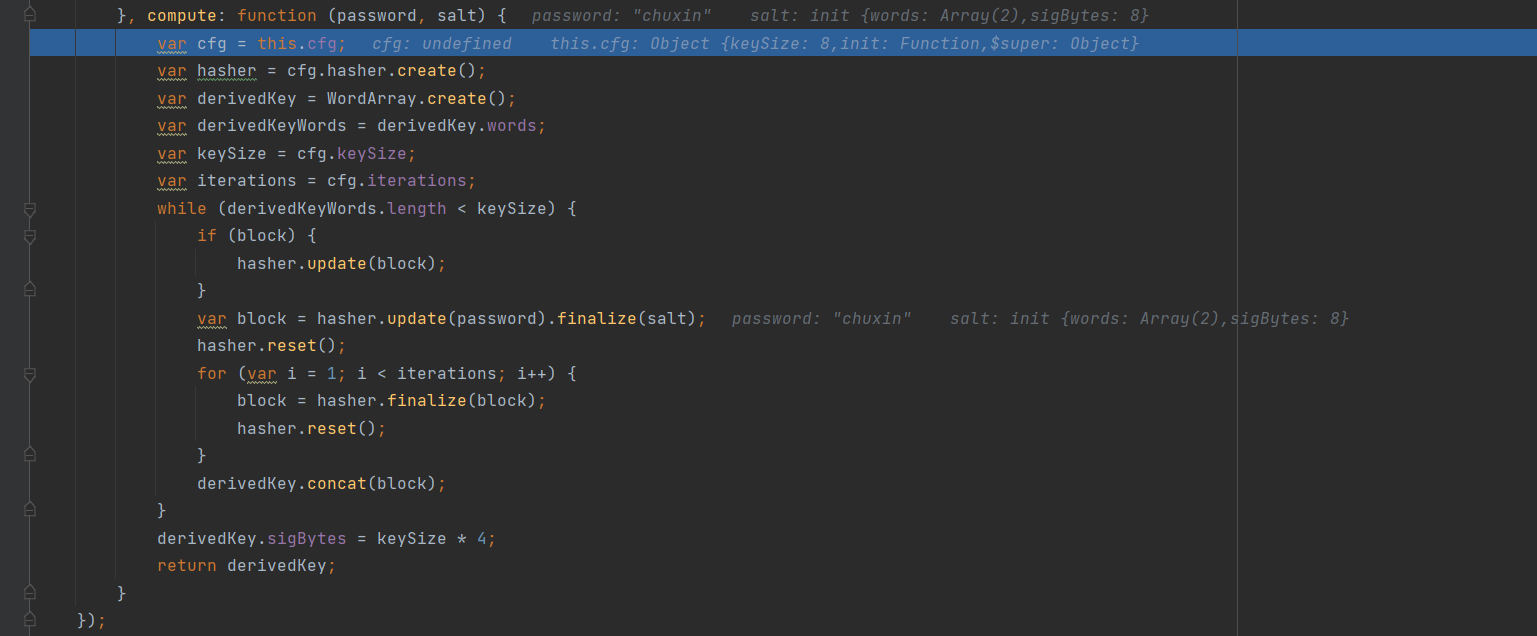 }, compute: function (password, salt) {   password: "chuxin"    salt: init {words: Array(2),sigBytes: 8}
var cfg = this.cfg;   cfg: undefined    this.cfg: Object {keySize: 8,init: Function,$super: Object}
var hasher = cfg.hasher.create();
var derivedKey = WordArray.create();
var derivedKeyWords = derivedKey.words;
var keySize = cfg.keySize;
var iterations = cfg.iterations;
while (derivedKeyWords.length < keySize) {
if (block) {
hasher.update(block);
}
var block = hasher.update(password).finalize(salt);   password: "chuxin"    salt: init {words: Array(2),sigBytes: 8}
hasher.reset();
for (var i = 1; i < iterations; i++) {
block = hasher.finalize(block);
hasher.reset();
}
derivedKey.concat(block);
}
derivedKey.sigBytes = keySize * 4;
return derivedKey;
}
});